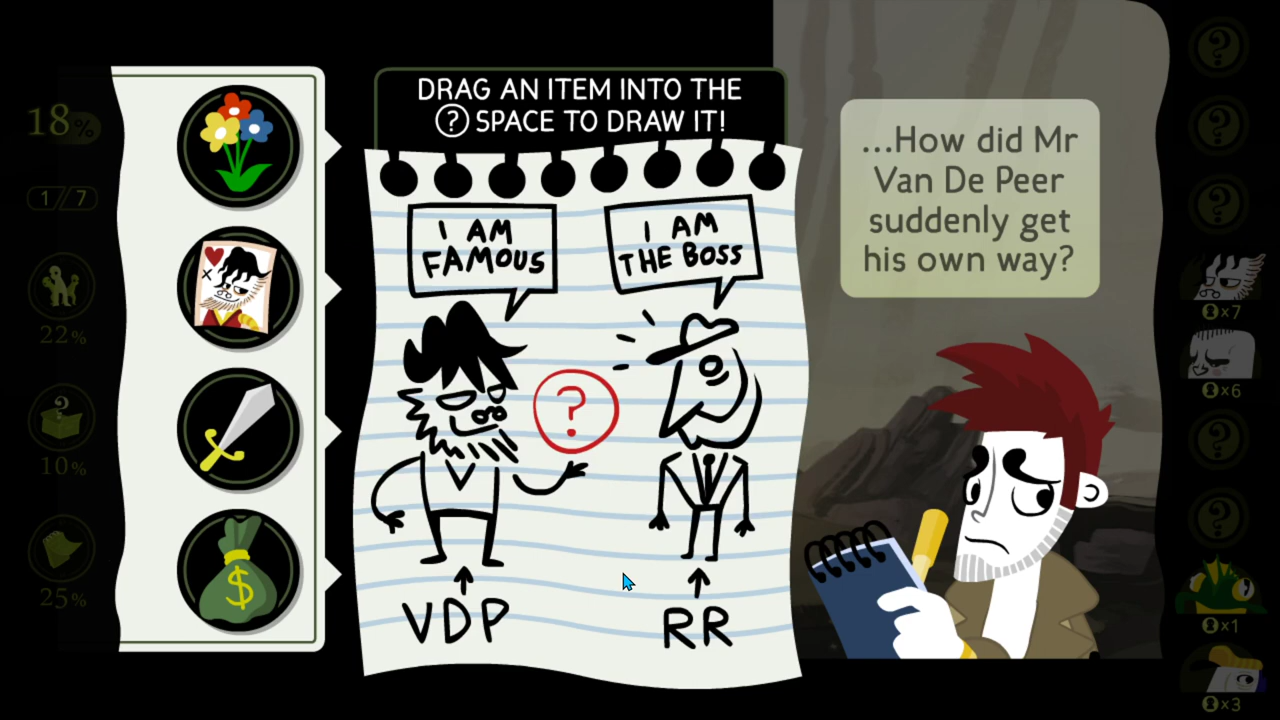 18%
1/7
22%
10%
25%
X
$
DRAG AN ITEM INTO THE
? SPACE TO DRAW IT!
I AM
FAMOUS
I AM
THE BOSS
?
VDP
RR
...How did Mr
Van De Peer
suddenly get
his own way?
?
?
?
x7
x6
?
?
x1
x3